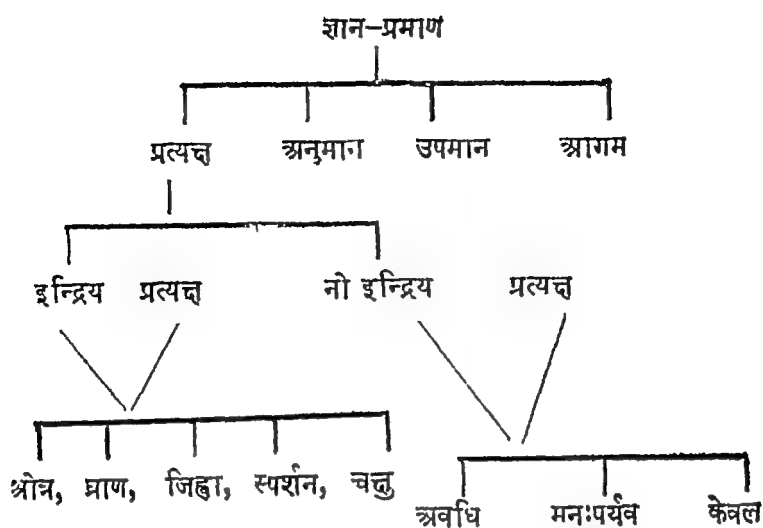 ज्ञान-प्रमाण
प्रत्यक्ष अनुमान उपमान आगम
इन्द्रिय प्रत्यक्ष नो इन्द्रिय प्रत्यक्ष
श्रोत्र, घ्राण, जिह्वा, स्पर्शन, चक्षु
अवधि मनःपर्यव केवल